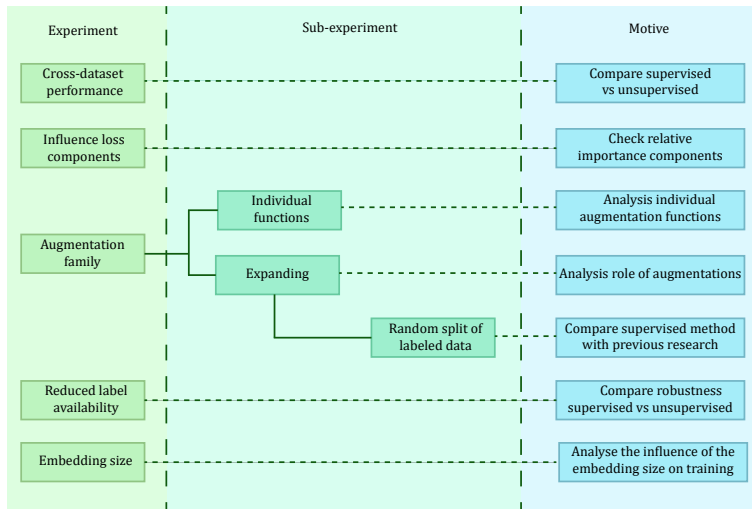 Experiment
Sub-experiment
Motive
Cross-dataset
performance
Compare supervised
vs unsupervised
Influence loss
components
Check relative
importance components
Individual
functions
Analysis individual
augmentation functions
Augmentation
family
Expanding
Analysis role of augmentations
Random split of
labeled data
Compare supervised method
with previous research
Reduced label
availability
Compare robustness
supervised vs unsupervised
Embedding size
Analyse the influence of the
embedding size on training